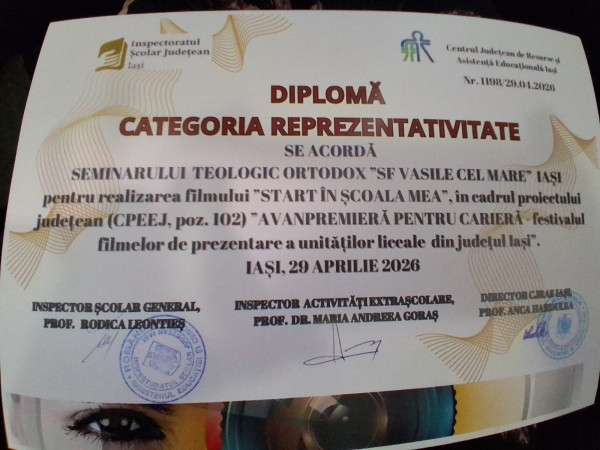 Inspectoratul
Școlar Județean
Iași
Centrul Județean de Resurse și
Asistență Educațională Iași
Nr. 1198/29.04.2026
DIPLOMĂ
CATEGORIA REPREZENTATIVITATE
SE ACORDĂ
SEMINARULUI TEOLOGIC ORTODOX "SF VASILE CEL MARE" IAȘI
pentru realizarea filmului "START ÎN ȘCOALA MEA", în cadrul proiectului
județean (CPEEJ, poz. 102) "AVANPREMIERĂ PENTRU CARIERĂ - festivalul
filmelor de prezentare a unităților liceale din județul Iași".
IAȘI, 29 APRILIE 2026
INSPECTOR ȘCOLAR GENERAL,
PROF. RODICA LEONTIEȘ
INSPECTOR ACTIVITĂȚI EXTRAȘCOLARE,
PROF. DR. MARIA ANDREEA GORAȘ
DIRECTOR CJRAE IAȘI,
PROF. ANCA